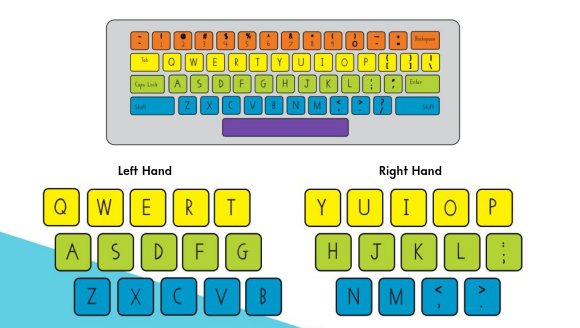 ~ ! @ # $ % ^ & * ( ) _ + Backspace
` 1 2 3 4 5 6 7 8 9 0 - =
Tab Q W E R T Y U I O P { } |
[ ] \
Caps Lock A S D F G H J K L : " Enter
; '
Shift Z X C V B N M < > ? Shift
, . /
Left Hand
Q W E R T
A S D F G
Z X C V B
Right Hand
Y U I O P
H J K L :
;
N M < >
, .